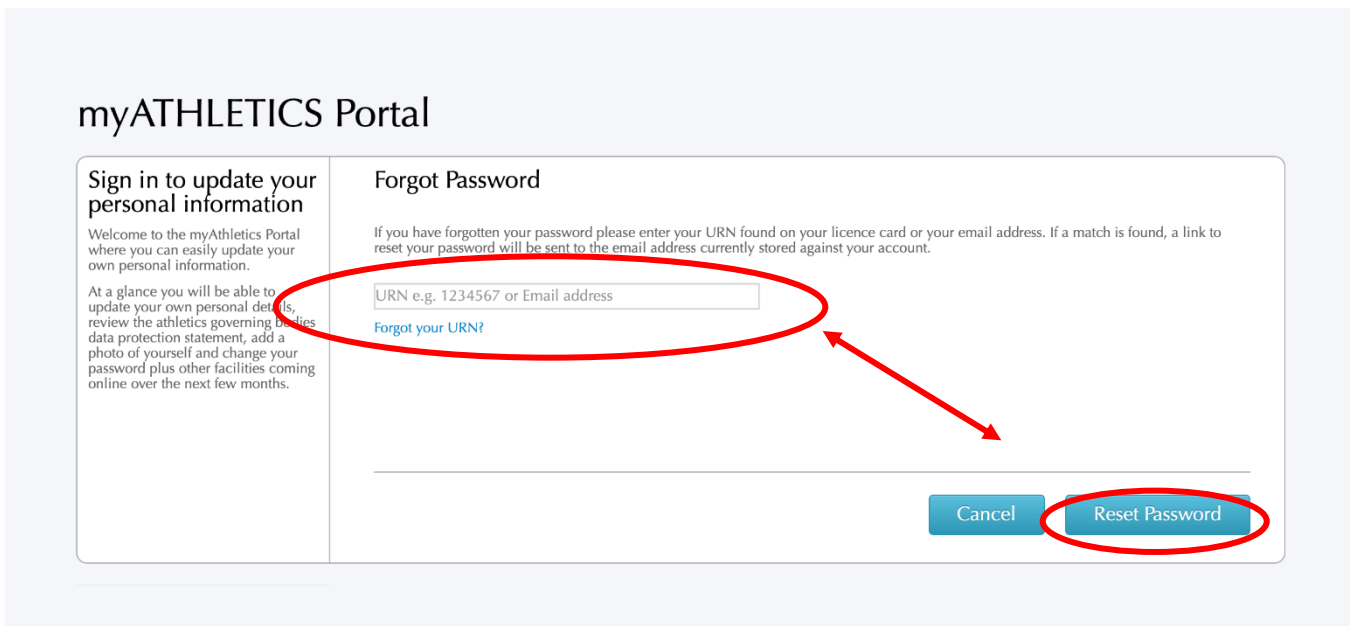 myATHLETICS Portal
Sign in to update your
personal information
Welcome to the myAthletics Portal
where you can easily update your
own personal information.
At a glance you will be able to
update your own personal details,
review the athletics governing bodies
data protection statement, add a
photo of yourself and change your
password plus other facilities coming
online over the next few months.
Forgot Password
If you have forgotten your password please enter your URN found on your licence card or your email address. If a match is found, a link to
reset your password will be sent to the email address currently stored against your account.
URN e.g. 1234567 or Email address
Forgot your URN?
Cancel
Reset Password